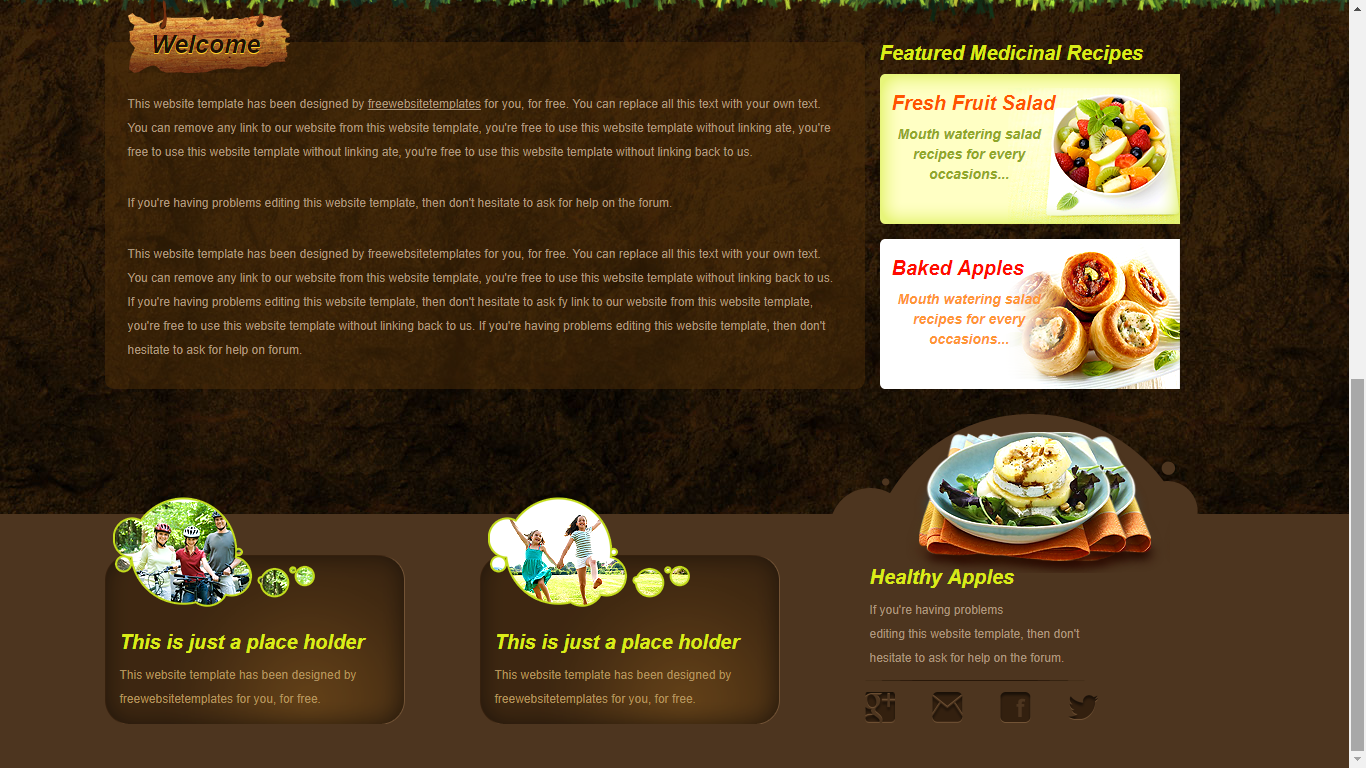 Welcome
This website template has been designed by freewebsitetemplates for you, for free. You can replace all this text with your own text.
You can remove any link to our website from this website template, you're free to use this website template without linking ate, you're
free to use this website template without linking ate, you're free to use this website template without linking back to us.
If you're having problems editing this website template, then don't hesitate to ask for help on the forum.
This website template has been designed by freewebsitetemplates for you, for free. You can replace all this text with your own text.
You can remove any link to our website from this website template, you're free to use this website template without linking back to us.
If you're having problems editing this website template, then don't hesitate to ask fy link to our website from this website template,
you're free to use this website template without linking back to us. If you're having problems editing this website template, then don't
hesitate to ask for help on forum.
Featured Medicinal Recipes
Fresh Fruit Salad
Mouth watering salad
recipes for every
occasions...
Baked Apples
Mouth watering salad
recipes for every
occasions...
This is just a place holder
This website template has been designed by
freewebsitetemplates for you, for free.
This is just a place holder
This website template has been designed by
freewebsitetemplates for you, for free.
Healthy Apples
If you're having problems
editing this website template, then don't
hesitate to ask for help on the forum.
g+
f